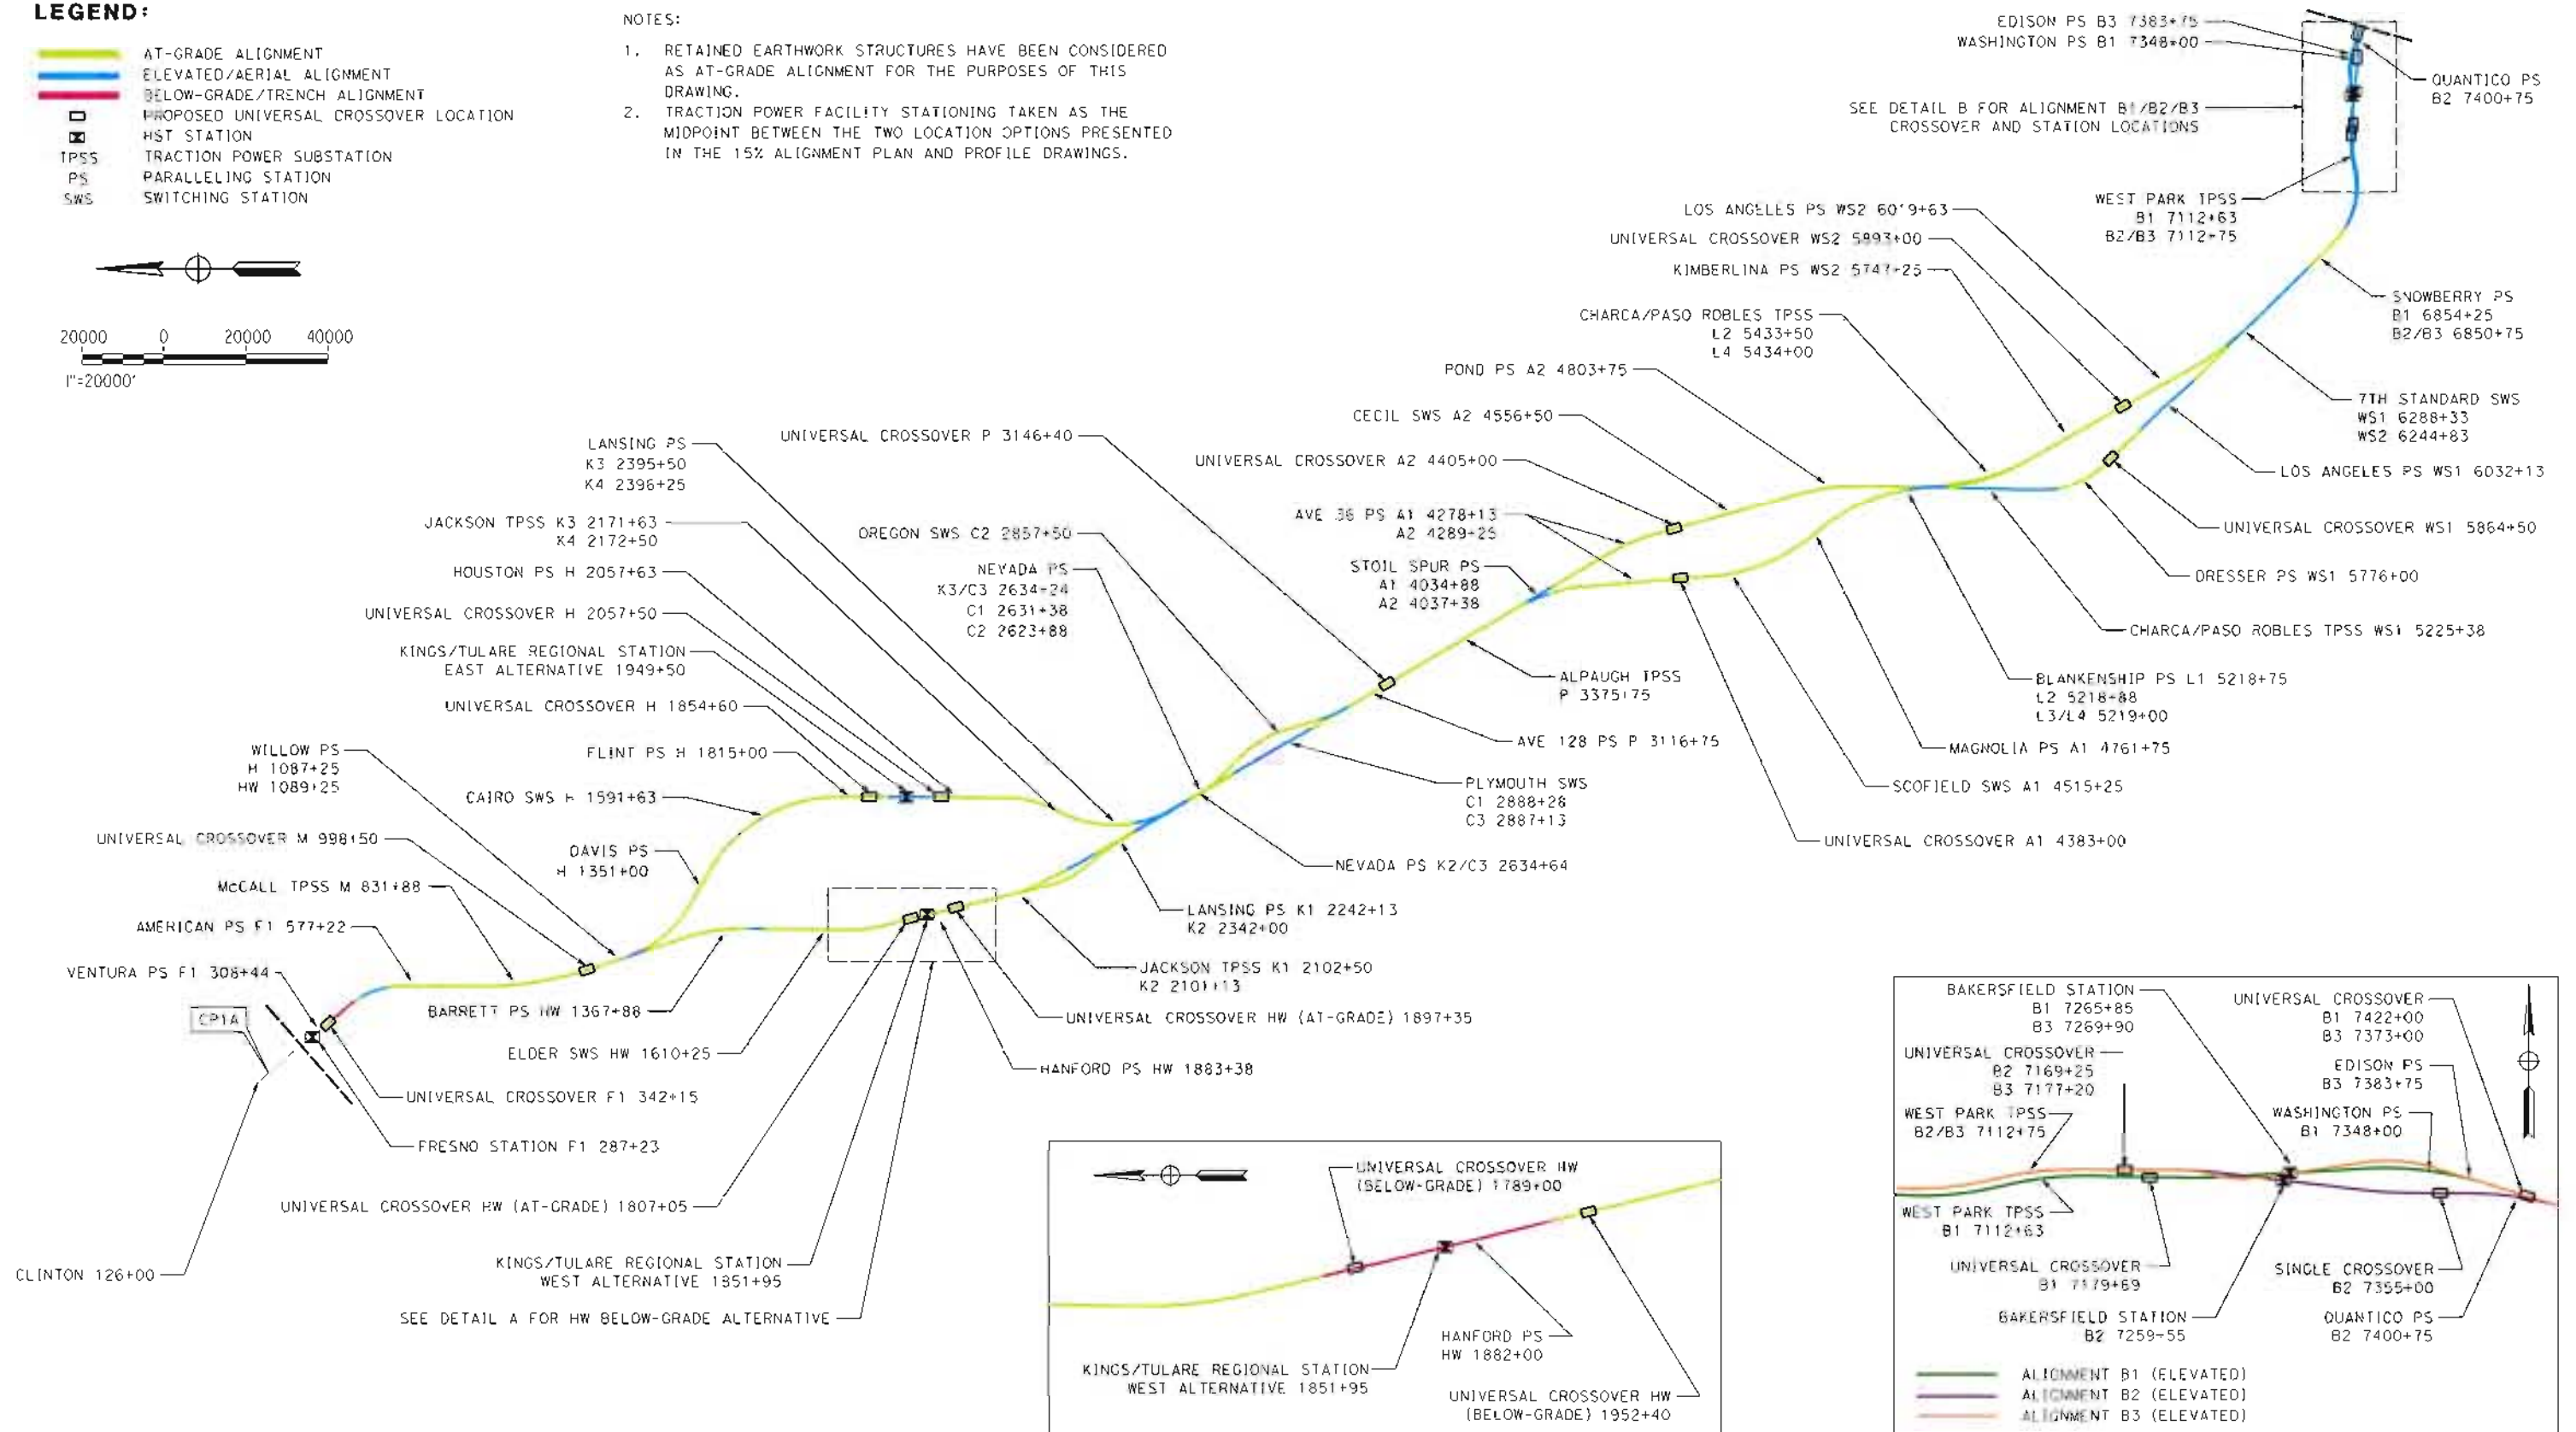 LEGEND:
AT-GRADE ALIGNMENT
ELEVATED/AERIAL ALIGNMENT
BELOW-GRADE/TRENCH ALIGNMENT
PROPOSED UNIVERSAL CROSSOVER LOCATION
HST STATION
TPSS TRACTION POWER SUBSTATION
PS PARALLELING STATION
SWS SWITCHING STATION
20000 0 20000 40000
1"=20000'
NOTES:
1. RETAINED EARTHWORK STRUCTURES HAVE BEEN CONSIDERED
AS AT-GRADE ALIGNMENT FOR THE PURPOSES OF THIS
DRAWING.
2. TRACTION POWER FACILITY STATIONING TAKEN AS THE
MIDPOINT BETWEEN THE TWO LOCATION OPTIONS PRESENTED
IN THE 15% ALIGNMENT PLAN AND PROFILE DRAWINGS.
EDISON PS B3 7383+75
WASHINGTON PS B1 7348+00
QUANTICO PS
B2 7400+75
SEE DETAIL B FOR ALIGNMENT B1/B2/B3
CROSSOVER AND STATION LOCATIONS
WEST PARK TPSS
B1 7112+63
B2/B3 7112+75
LOS ANGELES PS WS2 6019+63
UNIVERSAL CROSSOVER WS2 5993+00
KIMBERLINA PS WS2 5747+25
CHARCA/PASO ROBLES TPSS
L2 5433+50
L4 5434+00
POND PS A2 4803+75
CECIL SWS A2 4556+50
UNIVERSAL CROSSOVER A2 4405+00
AVE 36 PS A1 4278+13
A2 4289+25
STOIL SPUR PS
A1 4034+88
A2 4037+38
SNOWBERRY PS
B1 6854+25
B2/B3 6850+75
7TH STANDARD SWS
WS1 6288+33
WS2 6244+83
LOS ANGELES PS WS1 6032+13
UNIVERSAL CROSSOVER WS1 5864+50
DRESSER PS WS1 5776+00
CHARCA/PASO ROBLES TPSS WS1 5225+38
BLANKENSHIP PS L1 5218+75
L2 5218+88
L3/L4 5219+00
MAGNOLIA PS A1 4761+75
SCOFIELD SWS A1 4515+25
UNIVERSAL CROSSOVER A1 4383+00
UNIVERSAL CROSSOVER P 3146+40
LANSING PS
K3 2395+50
K4 2396+25
JACKSON TPSS K3 2171+63
K4 2172+50
OREGON SWS C2 2857+50
NEVADA PS
K3/C3 2634+24
C1 2631+38
C2 2623+88
HOUSTON PS H 2057+63
UNIVERSAL CROSSOVER H 2057+50
KINGS/TULARE REGIONAL STATION
EAST ALTERNATIVE 1949+50
UNIVERSAL CROSSOVER H 1854+60
FLINT PS H 1815+00
CAIRO SWS H 1591+63
WILLOW PS
H 1087+25
HW 1089+25
UNIVERSAL CROSSOVER M 998+50
DAVIS PS
H 1351+00
McCALL TPSS M 831+88
AMERICAN PS F1 577+22
VENTURA PS F1 308+44
CP1A
ALPAUGH TPSS
P 3375+75
AVE 128 PS P 3116+75
PLYMOUTH SWS
C1 2888+28
C3 2887+13
NEVADA PS K2/C3 2634+64
LANSING PS K1 2242+13
K2 2342+00
JACKSON TPSS K1 2102+50
K2 2101+13
UNIVERSAL CROSSOVER HW (AT-GRADE) 1897+35
HANFORD PS HW 1883+38
BARRETT PS HW 1367+88
ELDER SWS HW 1610+25
UNIVERSAL CROSSOVER F1 342+15
FRESNO STATION F1 287+23
UNIVERSAL CROSSOVER HW (AT-GRADE) 1807+05
CLINTON 126+00
KINGS/TULARE REGIONAL STATION
WEST ALTERNATIVE 1851+95
SEE DETAIL A FOR HW BELOW-GRADE ALTERNATIVE
UNIVERSAL CROSSOVER HW
(BELOW-GRADE) 1789+00
HANFORD PS
HW 1882+00
KINGS/TULARE REGIONAL STATION
WEST ALTERNATIVE 1851+95
UNIVERSAL CROSSOVER HW
(BELOW-GRADE) 1952+40
BAKERSFIELD STATION
B1 7265+85
B3 7269+90
UNIVERSAL CROSSOVER
B1 7422+00
B3 7373+00
UNIVERSAL CROSSOVER
B2 7169+25
B3 7177+20
EDISON PS
B3 7383+75
WEST PARK TPSS
B2/B3 7112+75
WASHINGTON PS
B1 7348+00
WEST PARK TPSS
B1 7112+63
UNIVERSAL CROSSOVER
B1 7179+69
SINGLE CROSSOVER
B2 7355+00
BAKERSFIELD STATION
B2 7259+55
QUANTICO PS
B2 7400+75
ALIGNMENT B1 (ELEVATED)
ALIGNMENT B2 (ELEVATED)
ALIGNMENT B3 (ELEVATED)